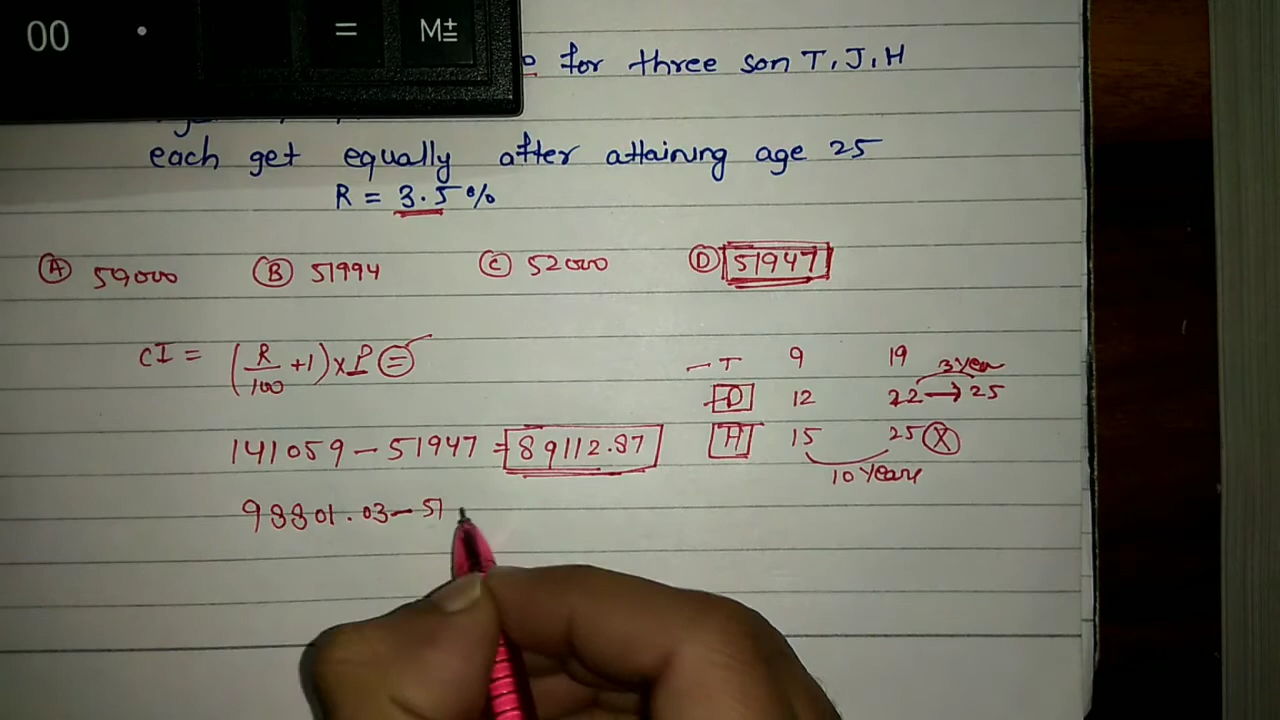 00 . = M±
for three son T, J, H
each get equally after attaining age 25
R = 3.5%
(A) 59000 (B) 51994 (C) 52000 (D) 51947
CI = (R/100 +1) x P =
T 9 19 3 year
D 12 22 → 25
141059 - 51947 = 89112.87
H 15 25 X
10 years
98801.03 - 51